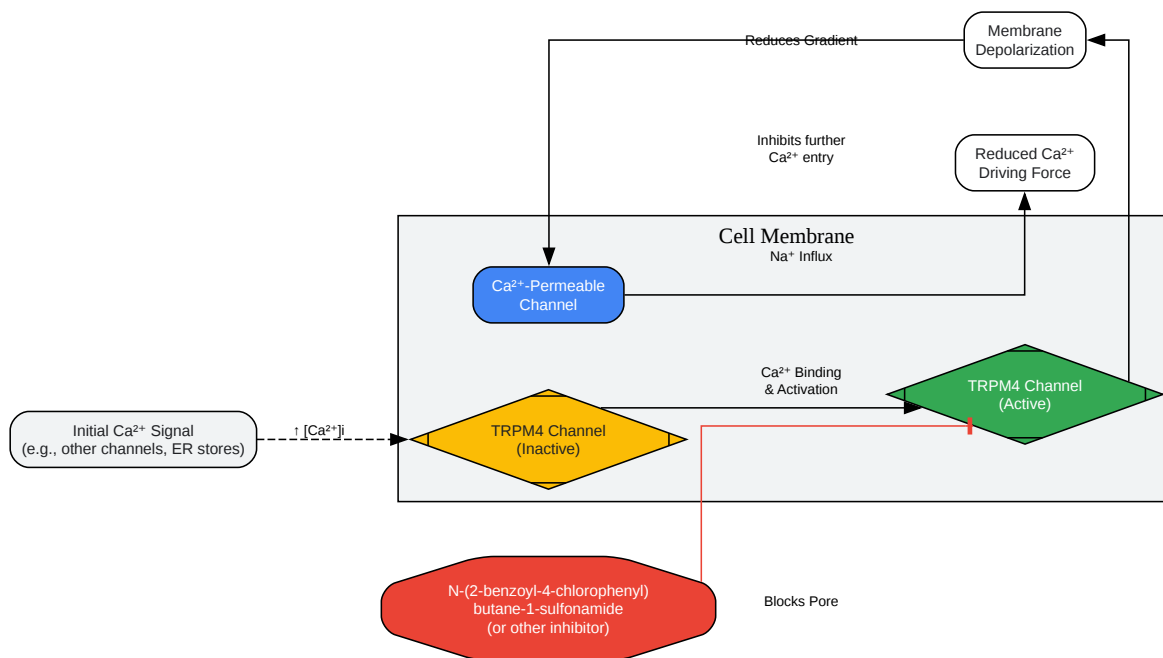 Membrane
Depolarization
Reduces Gradient
Inhibits further
Ca²⁺ entry
Reduced Ca²⁺
Driving Force
Cell Membrane
Na⁺ Influx
Ca²⁺-Permeable
Channel
Ca²⁺ Binding
& Activation
TRPM4 Channel
(Active)
Initial Ca²⁺ Signal
(e.g., other channels, ER stores)
↑ [Ca²⁺]i
TRPM4 Channel
(Inactive)
N-(2-benzoyl-4-chlorophenyl)
butane-1-sulfonamide
(or other inhibitor)
Blocks Pore